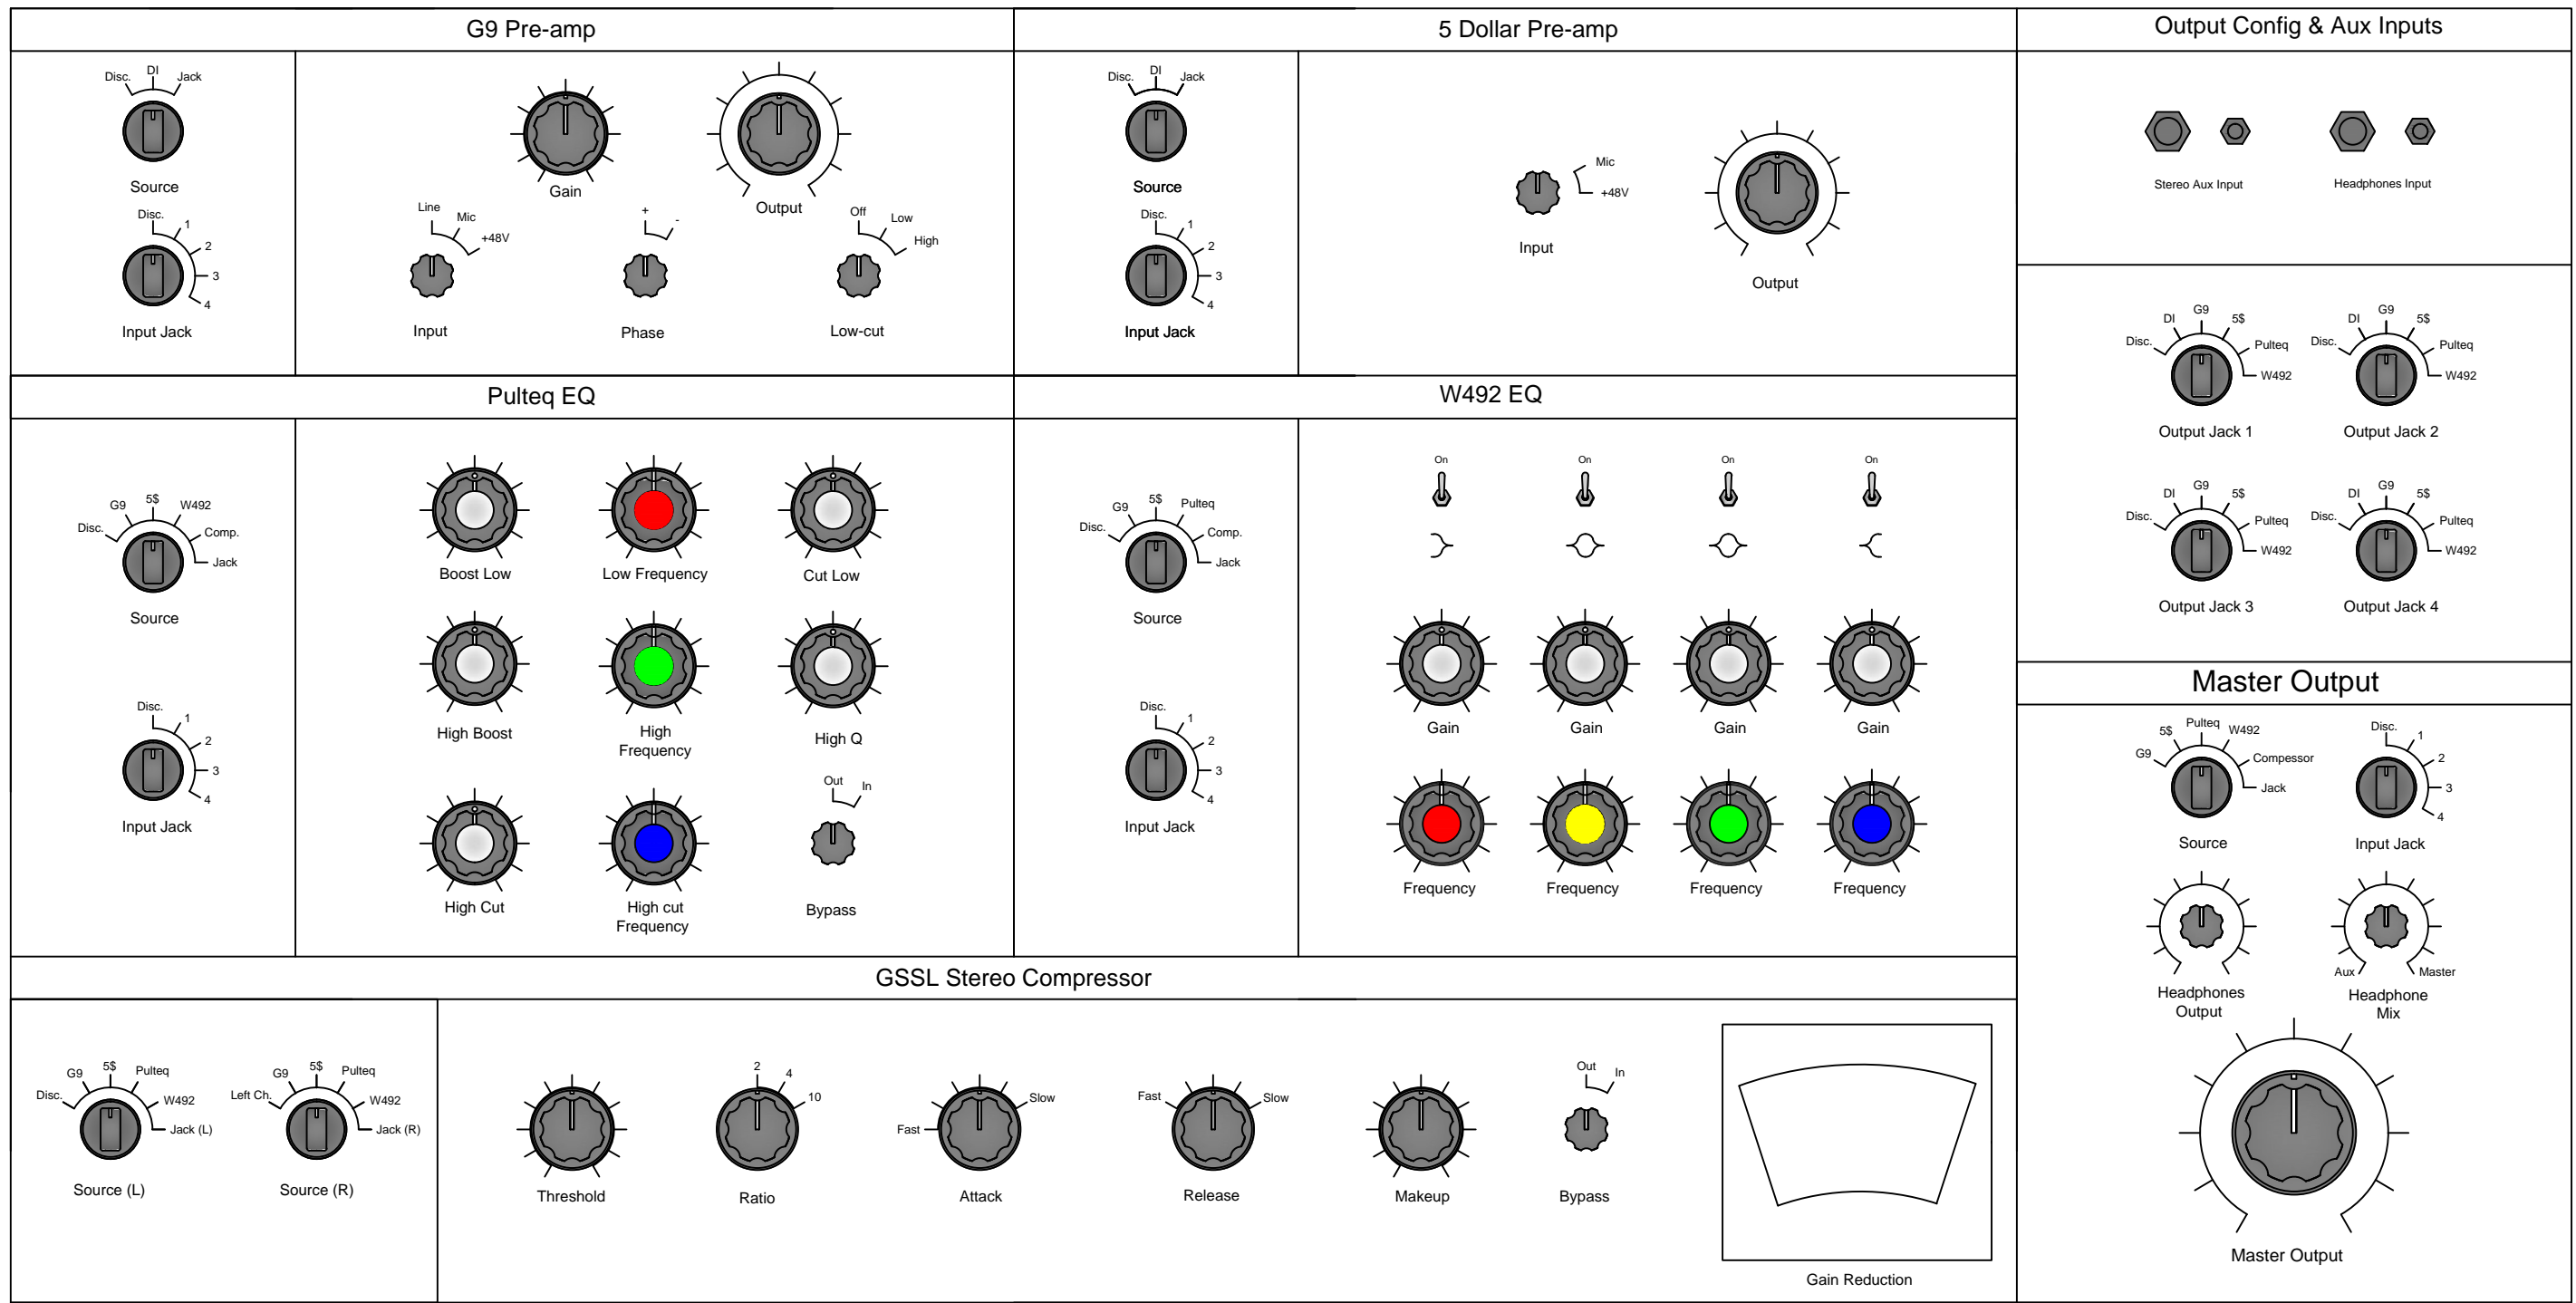 G9 Pre-amp
Disc.
DI
Jack
Source
Disc.
1
2
3
4
Input Jack
Gain
Output
Line
Mic
+48V
Input
+
-
Phase
Off
Low
High
Low-cut
5 Dollar Pre-amp
Disc.
DI
Jack
Source
Disc.
1
2
3
4
Input Jack
Mic
+48V
Input
Output
Output Config & Aux Inputs
Stereo Aux Input
Headphones Input
Disc.
DI
G9
5$
Pulteq
W492
Output Jack 1
Disc.
DI
G9
5$
Pulteq
W492
Output Jack 2
Disc.
DI
G9
5$
Pulteq
W492
Output Jack 3
Disc.
DI
G9
5$
Pulteq
W492
Output Jack 4
Pulteq EQ
Disc.
G9
5$
W492
Comp.
Jack
Source
Disc.
1
2
3
4
Input Jack
Boost Low
Low Frequency
Cut Low
High Boost
High
Frequency
High Q
High Cut
High cut
Frequency
Out
In
Bypass
W492 EQ
Disc.
G9
5$
Pulteq
Comp.
Jack
Source
Disc.
1
2
3
4
Input Jack
On
On
On
On
Gain
Gain
Gain
Gain
Frequency
Frequency
Frequency
Frequency
Master Output
G9
5$
Pulteq
W492
Compessor
Jack
Source
Disc.
1
2
3
4
Input Jack
Headphones
Output
Aux
Master
Headphone
Mix
Master Output
GSSL Stereo Compressor
Disc.
G9
5$
Pulteq
W492
Jack (L)
Source (L)
Left Ch.
G9
5$
Pulteq
W492
Jack (R)
Source (R)
Threshold
2
4
10
Ratio
Fast
Slow
Attack
Fast
Slow
Release
Makeup
Out
In
Bypass
Gain Reduction